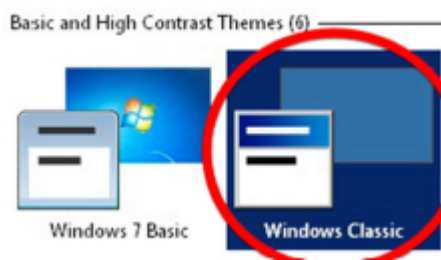 Basic and High Contrast Themes (6)
Windows 7 Basic
Windows Classic